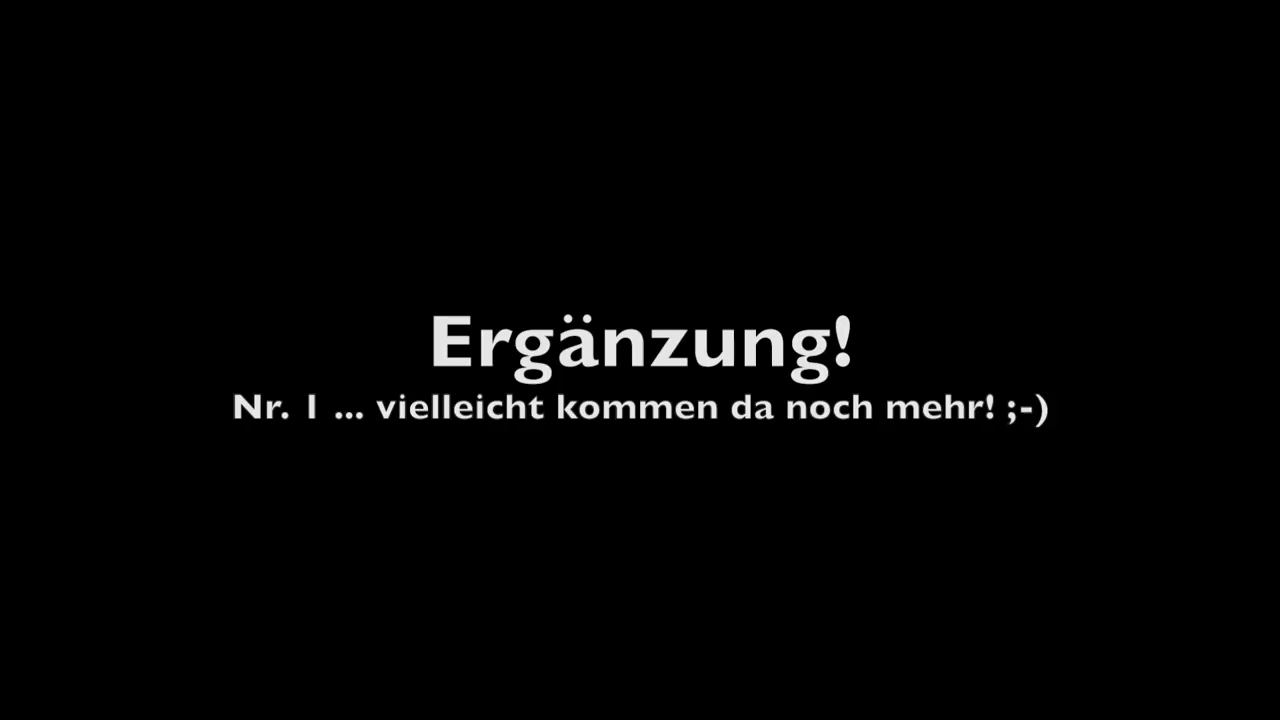 Ergänzung!
Nr. 1 ... vielleicht kommen da noch mehr! ;-)